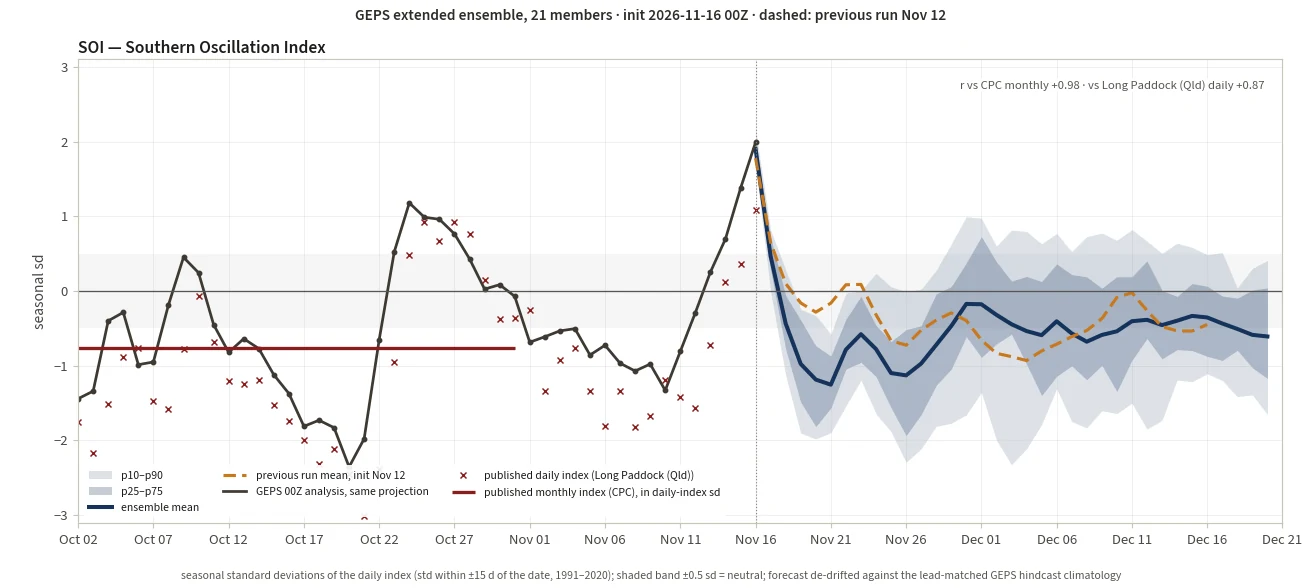 GEPS extended ensemble, 21 members · init 2026-11-16 00Z · dashed: previous run Nov 12
SOI — Southern Oscillation Index
r vs CPC monthly +0.98 · vs Long Paddock (Qld) daily +0.87
seasonal sd
3
2
1
0
−1
−2
−3
p10–p90
p25–p75
ensemble mean
previous run mean, init Nov 12
GEPS 00Z analysis, same projection
published daily index (Long Paddock (Qld))
published monthly index (CPC), in daily-index sd
Oct 02 Oct 07 Oct 12 Oct 17 Oct 22 Oct 27 Nov 01 Nov 06 Nov 11 Nov 16 Nov 21 Nov 26 Dec 01 Dec 06 Dec 11 Dec 16 Dec 21
seasonal standard deviations of the daily index (std within ±15 d of the date, 1991–2020); shaded band ±0.5 sd = neutral; forecast de-drifted against the lead-matched GEPS hindcast climatology